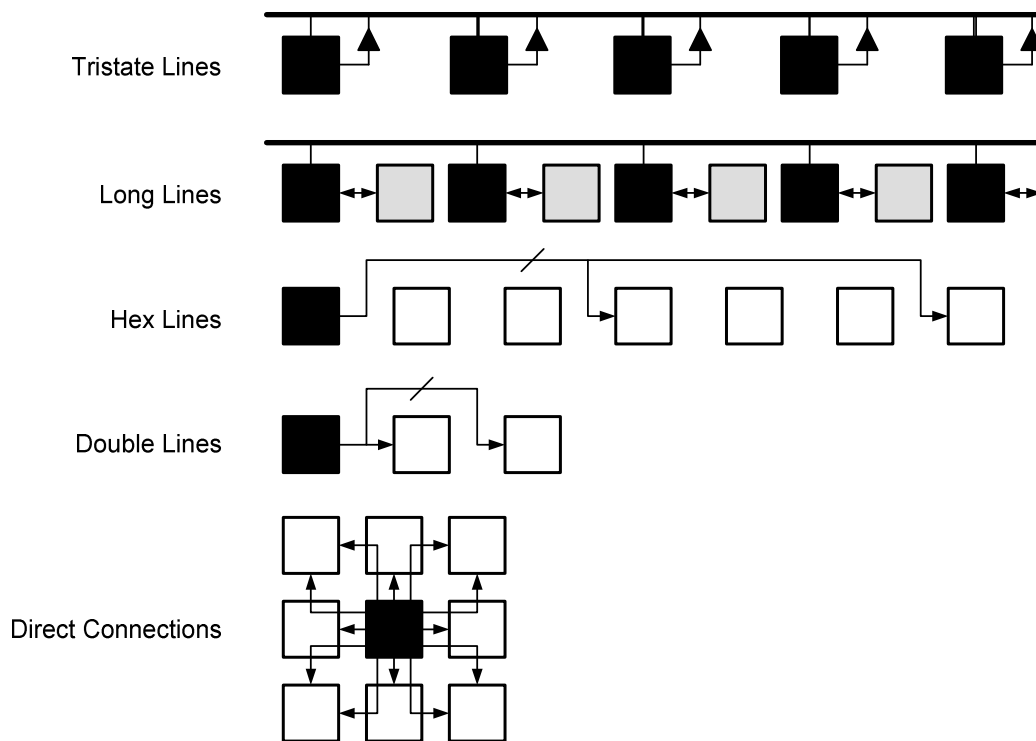 Tristate Lines
Long Lines
Hex Lines
Double Lines
Direct Connections